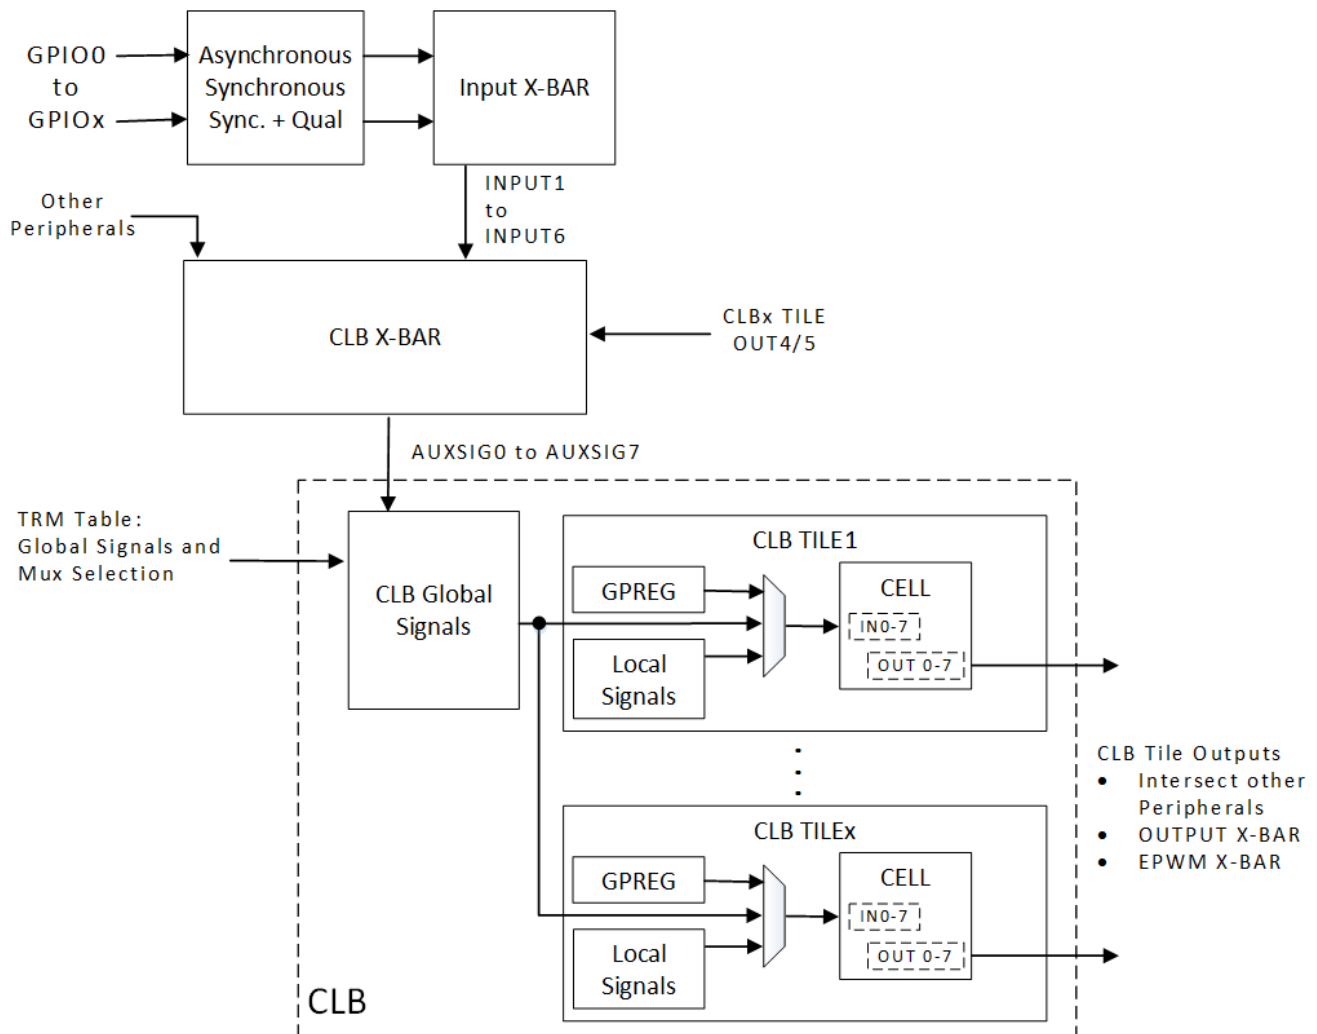 GPIO0
to
GPIOx
Asynchronous
Synchronous
Sync. + Qual
Input X-BAR
INPUT1
to
INPUT6
Other
Peripherals
CLB X-BAR
CLBx TILE
OUT4/5
AUXSIG0 to AUXSIG7
TRM Table:
Global Signals and
Mux Selection
CLB Global
Signals
CLB TILE1
GPREG
Local
Signals
CELL
IN0-7
OUT 0-7
CLB TILEx
GPREG
Local
Signals
CELL
IN0-7
OUT 0-7
CLB Tile Outputs
• Intersect other
Peripherals
• OUTPUT X-BAR
• EPWM X-BAR
CLB